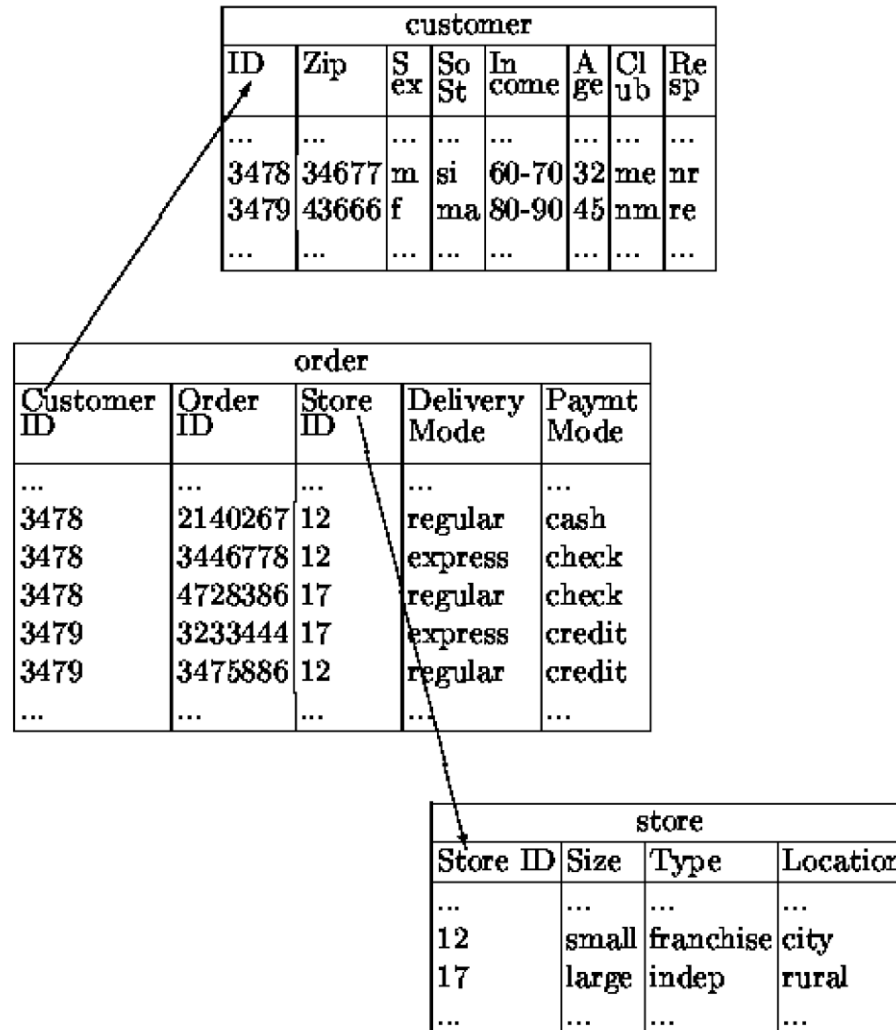 customer
ID Zip S So In A Cl Re
ex St come ge ub sp
... ... ... ... ... ... ... ...
3478 34677 m si 60-70 32 me nr
3479 43666 f ma 80-90 45 nm re
... ... ... ... ... ... ... ...
order
Customer Order Store Delivery Paymt
ID ID ID Mode Mode
... ... ... ... ...
3478 2140267 12 regular cash
3478 3446778 12 express check
3478 4728386 17 regular check
3479 3233444 17 express credit
3479 3475886 12 regular credit
... ... ... ... ...
store
Store ID Size Type Location
... ... ... ...
12 small franchise city
17 large indep rural
... ... ... ...